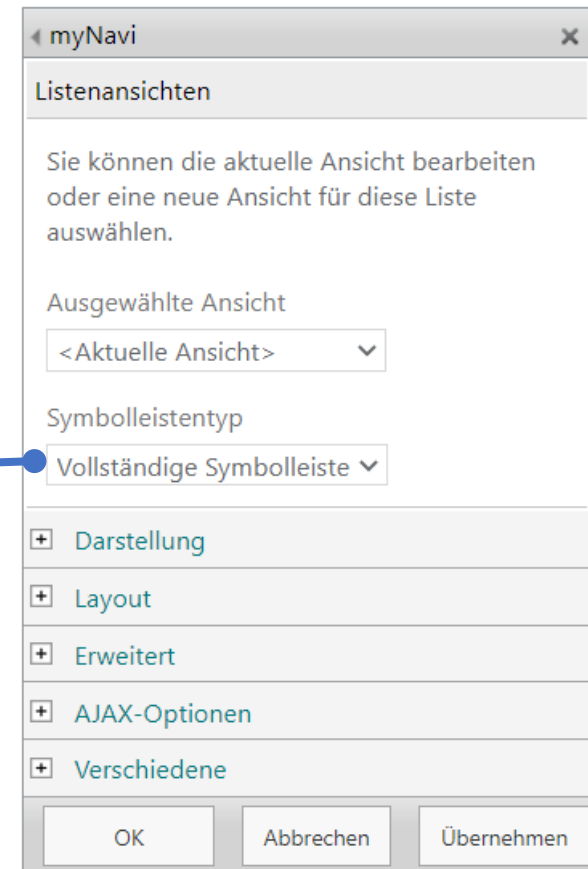 myNavi
Listenansichten
Sie können die aktuelle Ansicht bearbeiten
oder eine neue Ansicht für diese Liste
auswählen.
Ausgewählte Ansicht
<Aktuelle Ansicht>
Symbolleistentyp
Vollständige Symbolleiste
Darstellung
Layout
Erweitert
AJAX-Optionen
Verschiedene
OK Abbrechen Übernehmen